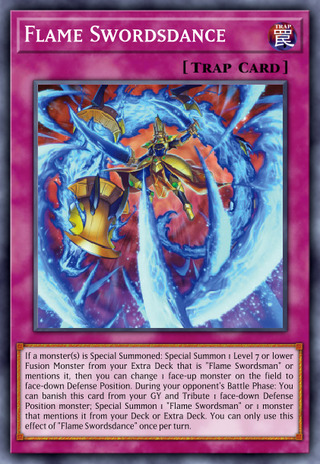 Flame Swordsdance
TRAP
罠
[Trap Card]
If a monster(s) is Special Summoned: Special Summon 1 Level 7 or lower
Fusion Monster from your Extra Deck that is "Flame Swordsman" or
mentions it, then you can change 1 face-up monster on the field to
face-down Defense Position. During your opponent's Battle Phase: You
can banish this card from your GY and Tribute 1 face-down Defense
Position monster; Special Summon 1 "Flame Swordsman" or 1 monster
that mentions it from your Deck or Extra Deck. You can only use this
effect of "Flame Swordsdance" once per turn.